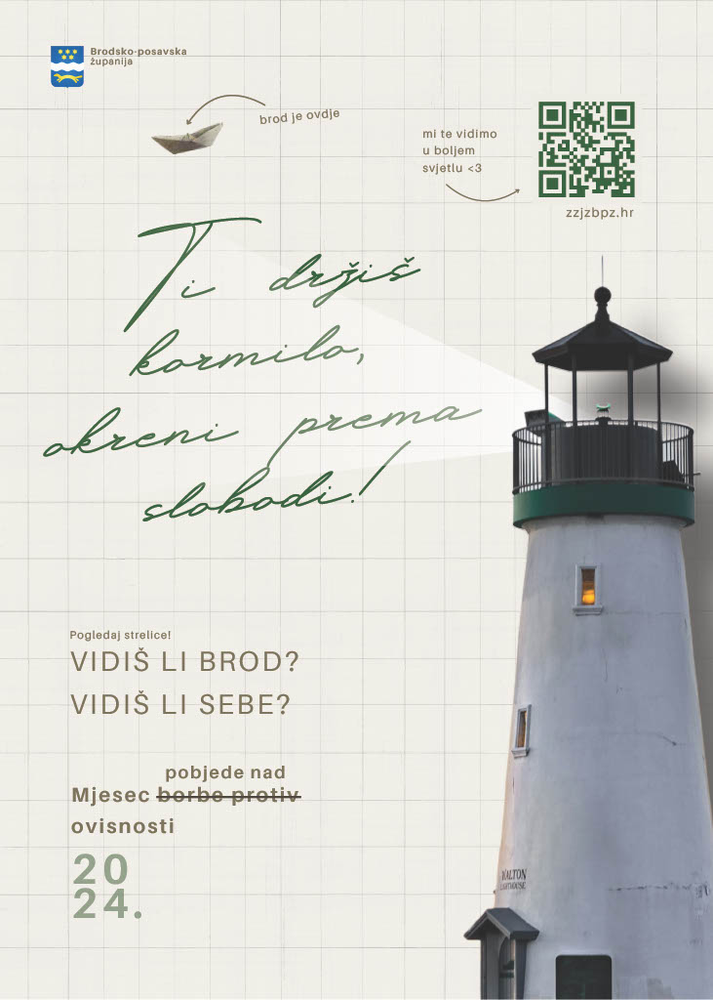 Brodsko-posavska
županija
brod je ovdje
mi te vidimo
u boljem
svjetlu <3
zzjzbpz.hr
Ti držiš
kormilo,
okreni prema
slobodi!
Pogledaj strelice!
VIDIŠ LI BROD?
VIDIŠ LI SEBE?
pobjede nad
Mjesec borbe protiv
ovisnosti
20
24.
WALTON
LIGHTHOUSE